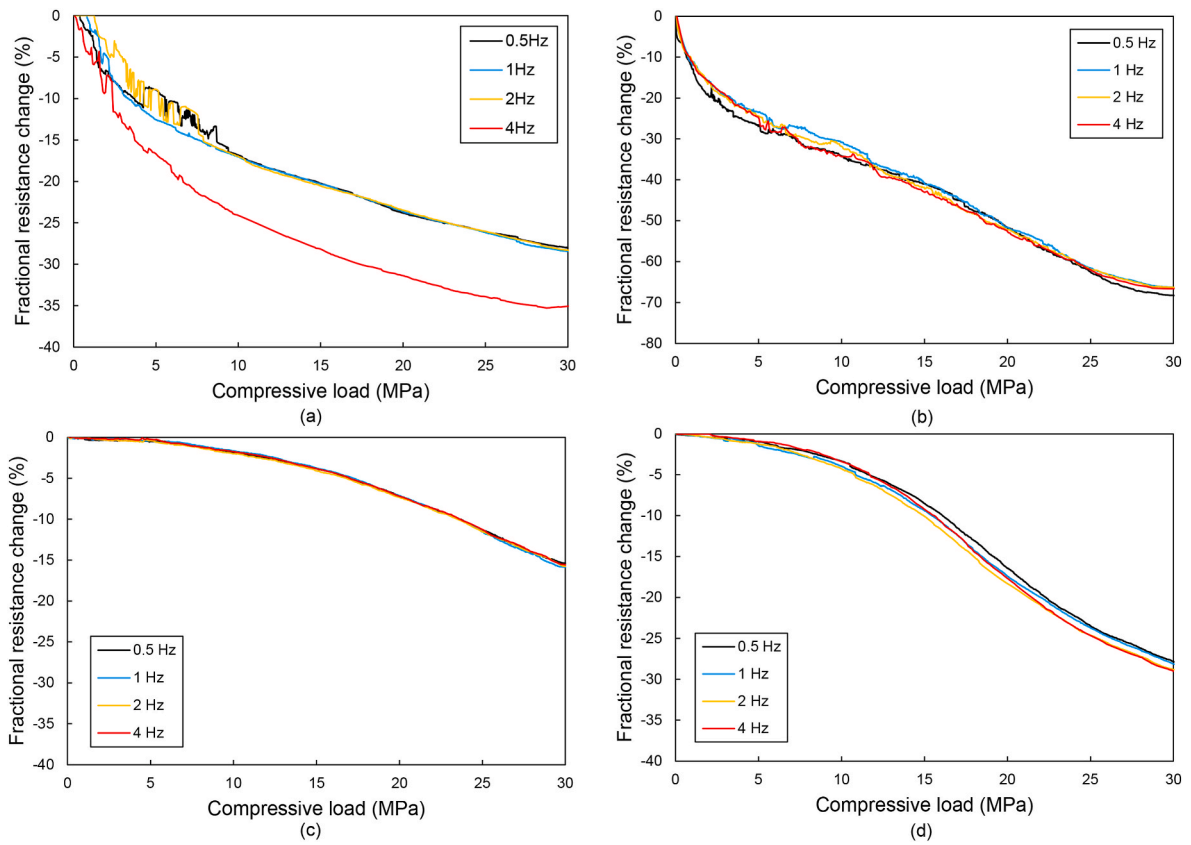 0
-5
-10
-15
-20
-25
-30
-35
-40
Fractional resistance change (%)
0.5Hz
1Hz
2Hz
4Hz
0 5 10 15 20 25 30
Compressive load (MPa)
(a)
0
-10
-20
-30
-40
-50
-60
-70
-80
Fractional resistance change (%)
0.5 Hz
1 Hz
2 Hz
4 Hz
0 5 10 15 20 25 30
Compressive load (MPa)
(b)
0
-5
-10
-15
-20
-25
-30
-35
-40
Fractional resistance change (%)
0.5 Hz
1 Hz
2 Hz
4 Hz
0 5 10 15 20 25 30
Compressive load (MPa)
(c)
0
-5
-10
-15
-20
-25
-30
-35
-40
Fractional resistance change (%)
0.5 Hz
1 Hz
2 Hz
4 Hz
0 5 10 15 20 25 30
Compressive load (MPa)
(d)